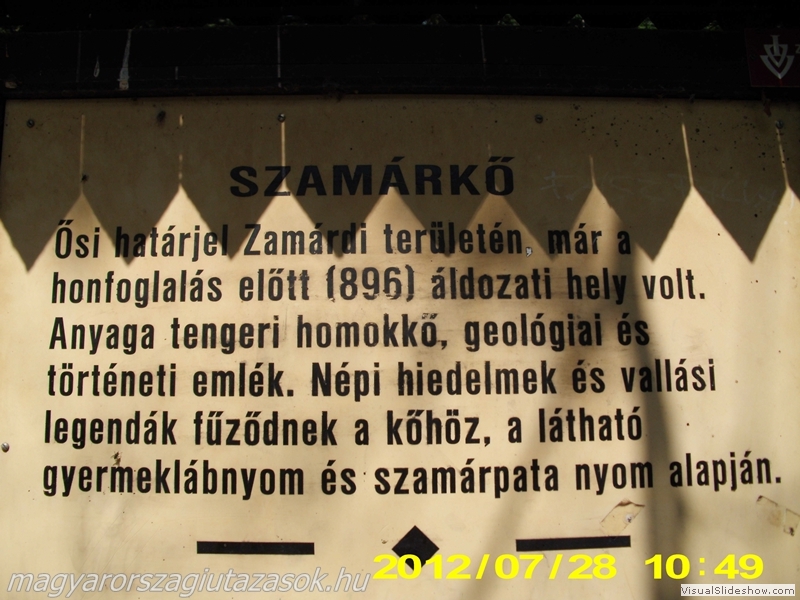 SZAMÁRKŐ
Ősi határjel Zamárdi területén, már a
honfoglalás előtt (896) áldozati hely volt.
Anyaga tengeri homokkő, geológiai és
történeti emlék. Népi hiedelmek és vallási
legendák fűződnek a kőhöz, a látható
gyermeklábnyom és szamárpata nyom alapján.
magyarorszagiutazasok.hu
2012/07/28 10:49
VisualSlideshow.com